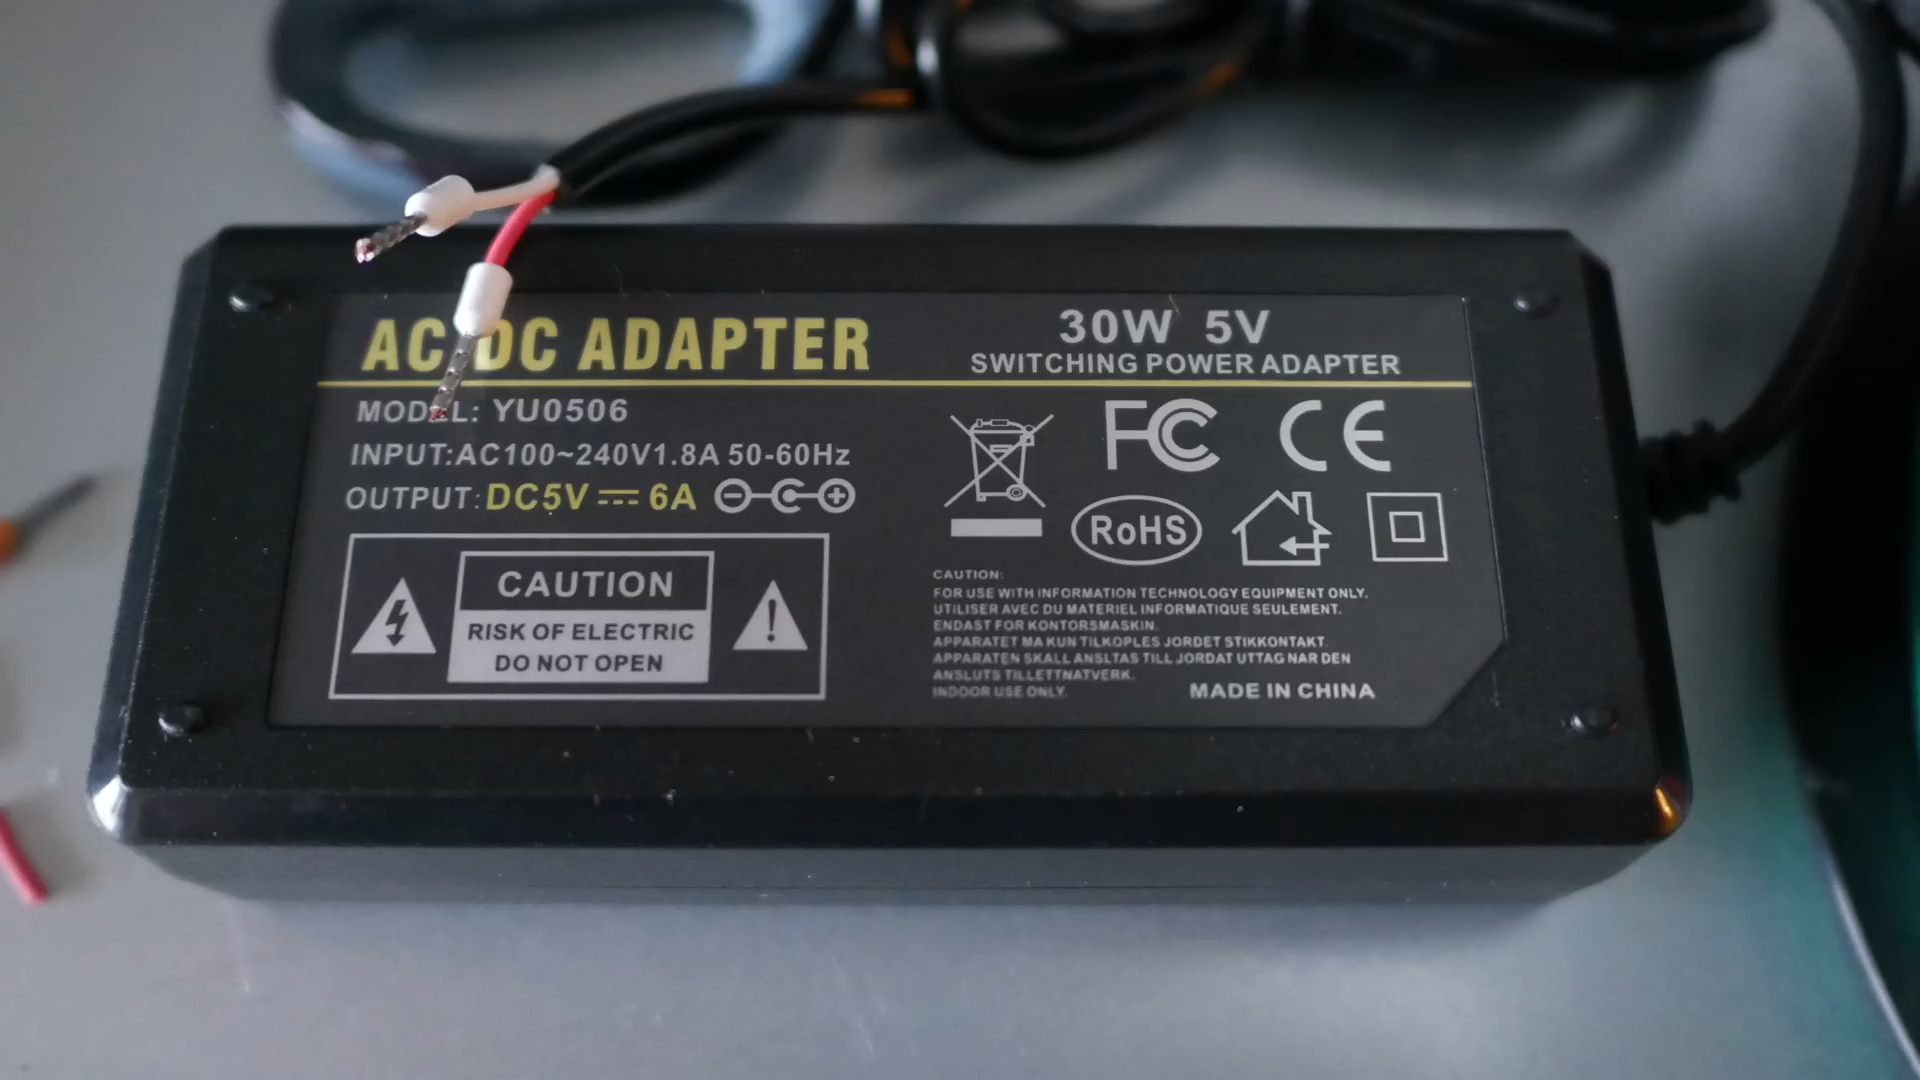 AC/DC ADAPTER
30W 5V
SWITCHING POWER ADAPTER
MODEL: YU0506
INPUT:AC100~240V1.8A 50-60Hz
OUTPUT: DC5V ⎓ 6A
FC CE
RoHS
CAUTION
RISK OF ELECTRIC
DO NOT OPEN
CAUTION:
FOR USE WITH INFORMATION TECHNOLOGY EQUIPMENT ONLY.
UTILISER AVEC DU MATERIEL INFORMATIQUE SEULEMENT.
ENDAST FOR KONTORSMASKIN.
APPARATET MA KUN TILKOPLES JORDET STIKKONTAKT.
APPARATEN SKALL ANSLTAS TILL JORDAT UTTAG NAR DEN
ANSLUTS TILLETTNATVERK.
INDOOR USE ONLY.
MADE IN CHINA